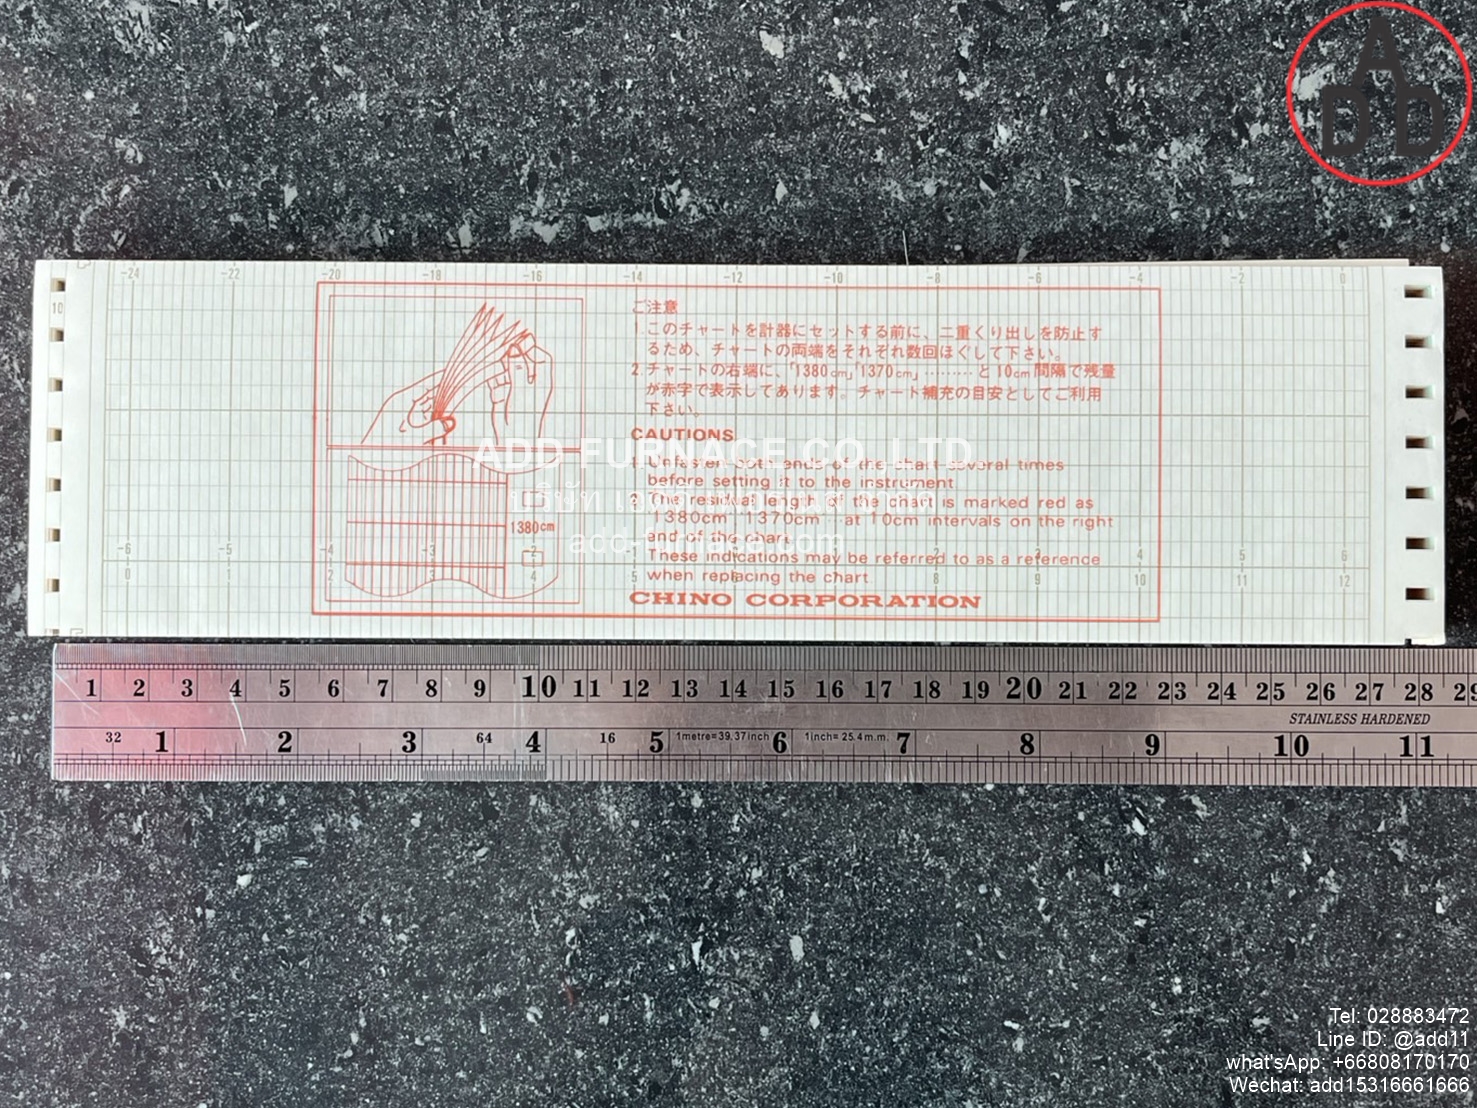 A
DD
-24 -22 -20 -18 -16 -14 -12 -10 -8 -6 -4 -2 0
10
ご注意
1.このチャートを計器にセットする前に、二重くり出しを防止す
るため、チャートの両端をそれぞれ数回ほぐして下さい。
2.チャートの右端に、「1380cm」「1370cm」………と10cm間隔で残量
が赤字で表示してあります。チャート補充の目安としてご利用
下さい。
CAUTIONS
1. Unfasten both ends of the chart several times
before setting it to the instrument
2. The residual length of the chart is marked red as
1380cm 1370cm at 10cm intervals on the right
end of the chart
These indications may be referred to as a reference
when replacing the chart
CHINO CORPORATION
1380cm
ADD FURNACE CO.,LTD
-6 -5 -4 -3 -2 -1 2 4 5 6
0 1 2 3 4 5 6 8 9 10 11 12
1 2 3 4 5 6 7 8 9 10 11 12 13 14 15 16 17 18 19 20 21 22 23 24 25 26 27 28 29
STAINLESS HARDENED
32 1 2 3 64 4 16 5 1metre=39.37inch 6 1inch=25.4m.m. 7 8 9 10 11
Tel: 028883472
Line ID: @add11
what'sApp: +66808170170
Wechat: add15316661666